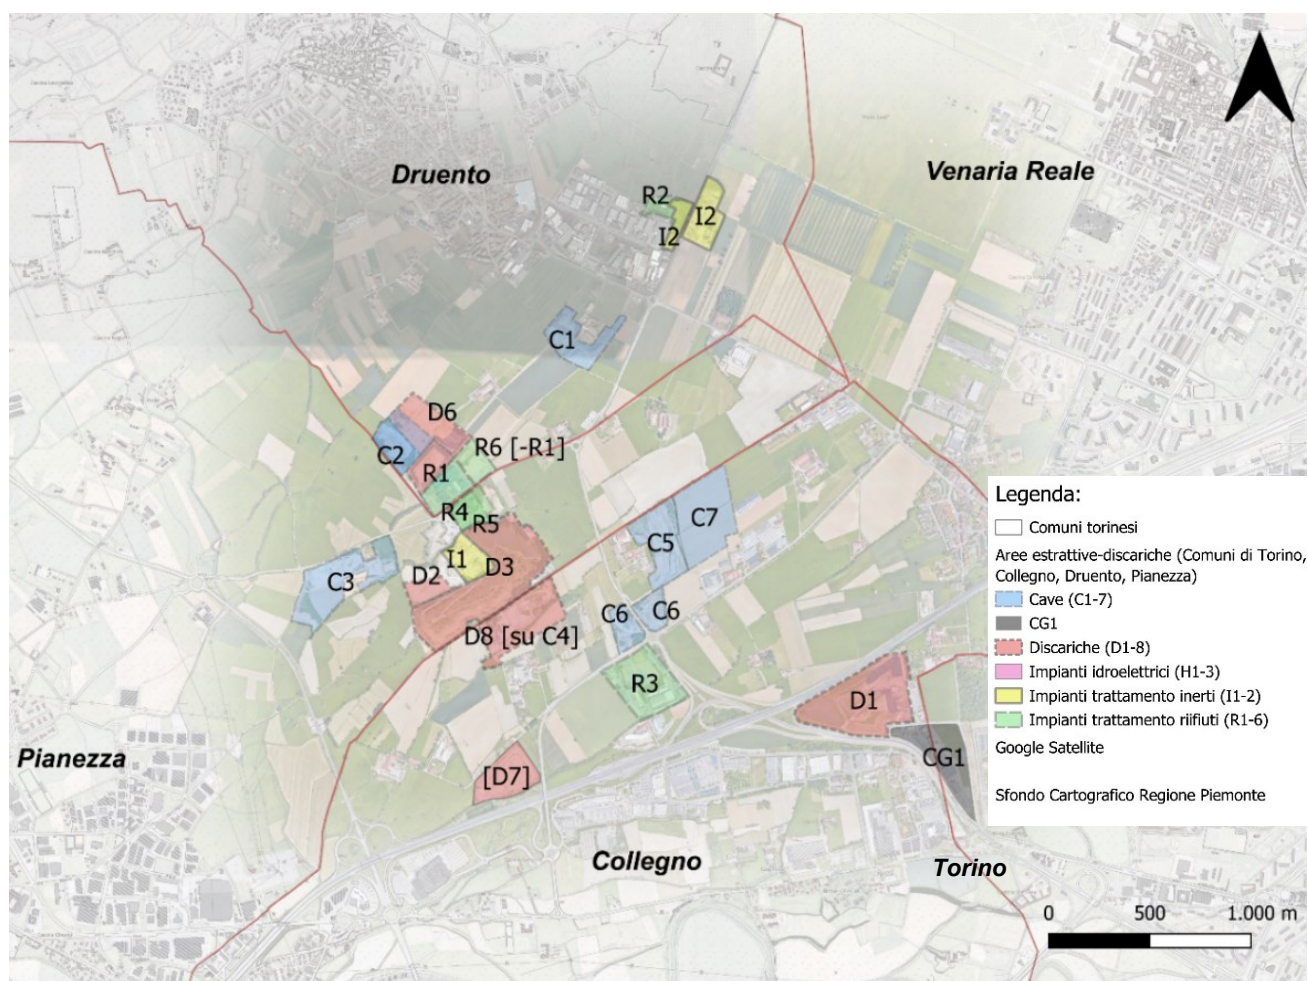 Druento
Venaria Reale
R2
I2
I2
C1
D6
C2
R6 [-R1]
R1
R4
R5
I1
D3
D2
C3
C7
C5
C6
C6
D8 [su C4]
R3
D1
CG1
[D7]
Pianezza
Collegno
Torino
Legenda:
Comuni torinesi
Aree estrattive-discariche (Comuni di Torino,
Collegno, Druento, Pianezza)
Cave (C1-7)
CG1
Discariche (D1-8)
Impianti idroelettrici (H1-3)
Impianti trattamento inerti (I1-2)
Impianti trattamento riifiuti (R1-6)
Google Satellite
Sfondo Cartografico Regione Piemonte
0 500 1.000 m